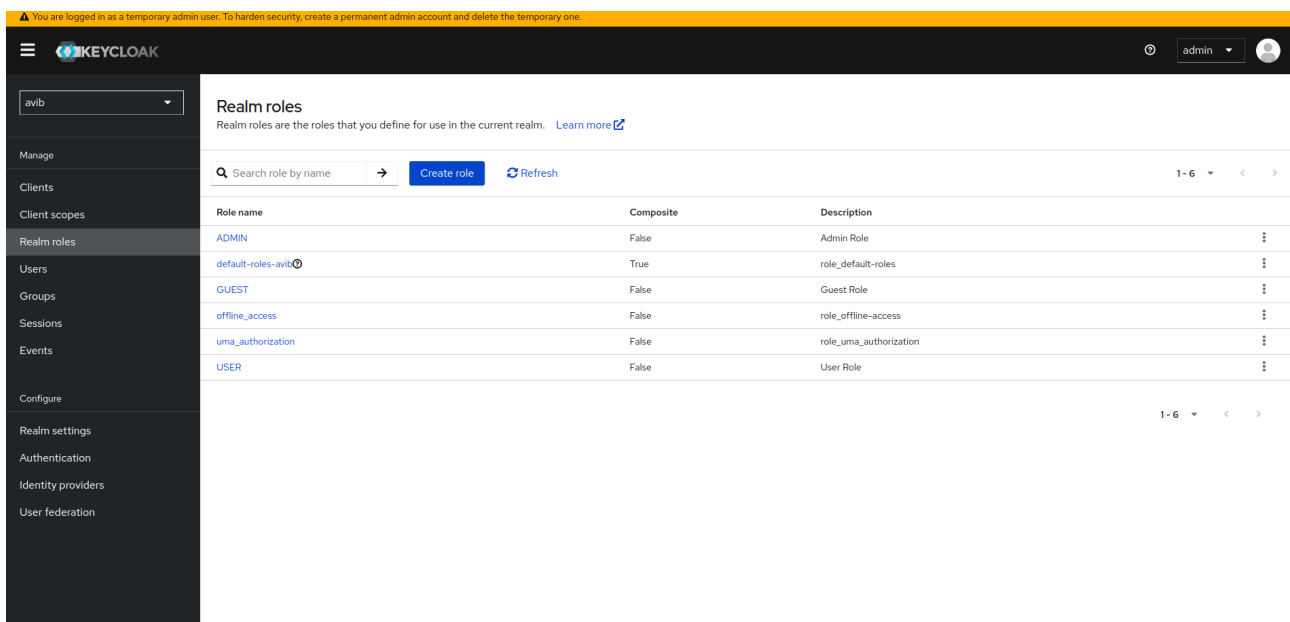 You are logged in as a temporary admin user. To harden security, create a permanent admin account and delete the temporary one.
KEYCLOAK
admin
avib
Manage
Clients
Client scopes
Realm roles
Users
Groups
Sessions
Events
Configure
Realm settings
Authentication
Identity providers
User federation
Realm roles
Realm roles are the roles that you define for use in the current realm. Learn more
Search role by name Create role Refresh 1-6
Role name Composite Description
ADMIN False Admin Role
default-roles-avib True role_default-roles
GUEST False Guest Role
offline_access False role_offline-access
uma_authorization False role_uma_authorization
USER False User Role
1-6